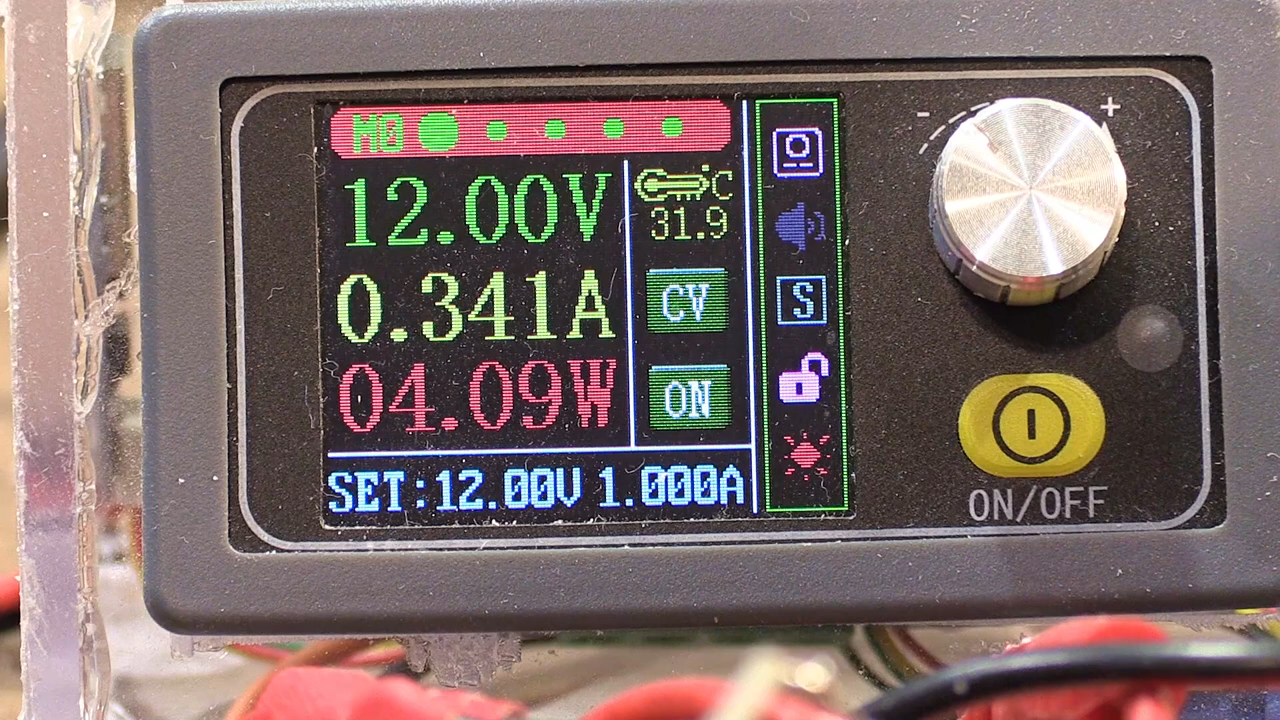 M0
12.00V
°C
31.9
0.341A
CV
04.09W
ON
SET:12.00V 1.000A
S
- +
ON/OFF